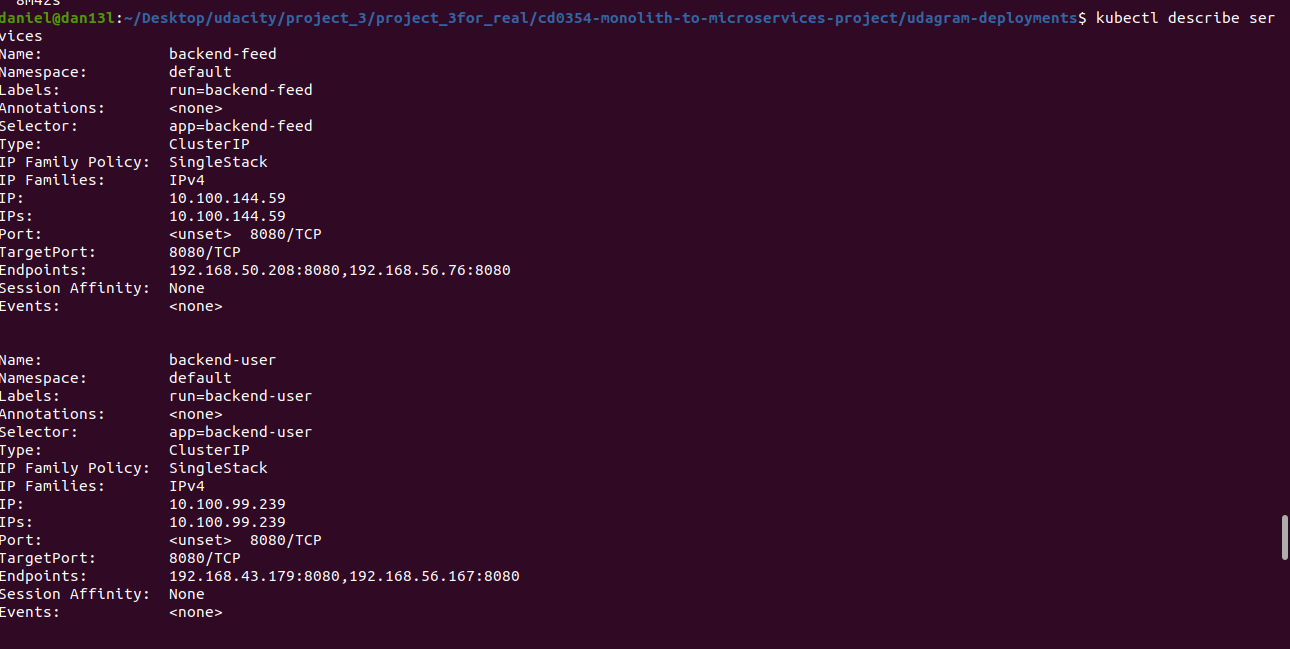 8m42s
daniel@dan13l:~/Desktop/udacity/project_3/project_3for_real/cd0354-monolith-to-microservices-project/udagram-deployments$ kubectl describe ser
vices
Name:              backend-feed
Namespace:         default
Labels:            run=backend-feed
Annotations:       <none>
Selector:          app=backend-feed
Type:              ClusterIP
IP Family Policy:  SingleStack
IP Families:       IPv4
IP:                10.100.144.59
IPs:               10.100.144.59
Port:              <unset>  8080/TCP
TargetPort:        8080/TCP
Endpoints:         192.168.50.208:8080,192.168.56.76:8080
Session Affinity:  None
Events:            <none>
Name:              backend-user
Namespace:         default
Labels:            run=backend-user
Annotations:       <none>
Selector:          app=backend-user
Type:              ClusterIP
IP Family Policy:  SingleStack
IP Families:       IPv4
IP:                10.100.99.239
IPs:               10.100.99.239
Port:              <unset>  8080/TCP
TargetPort:        8080/TCP
Endpoints:         192.168.43.179:8080,192.168.56.167:8080
Session Affinity:  None
Events:            <none>